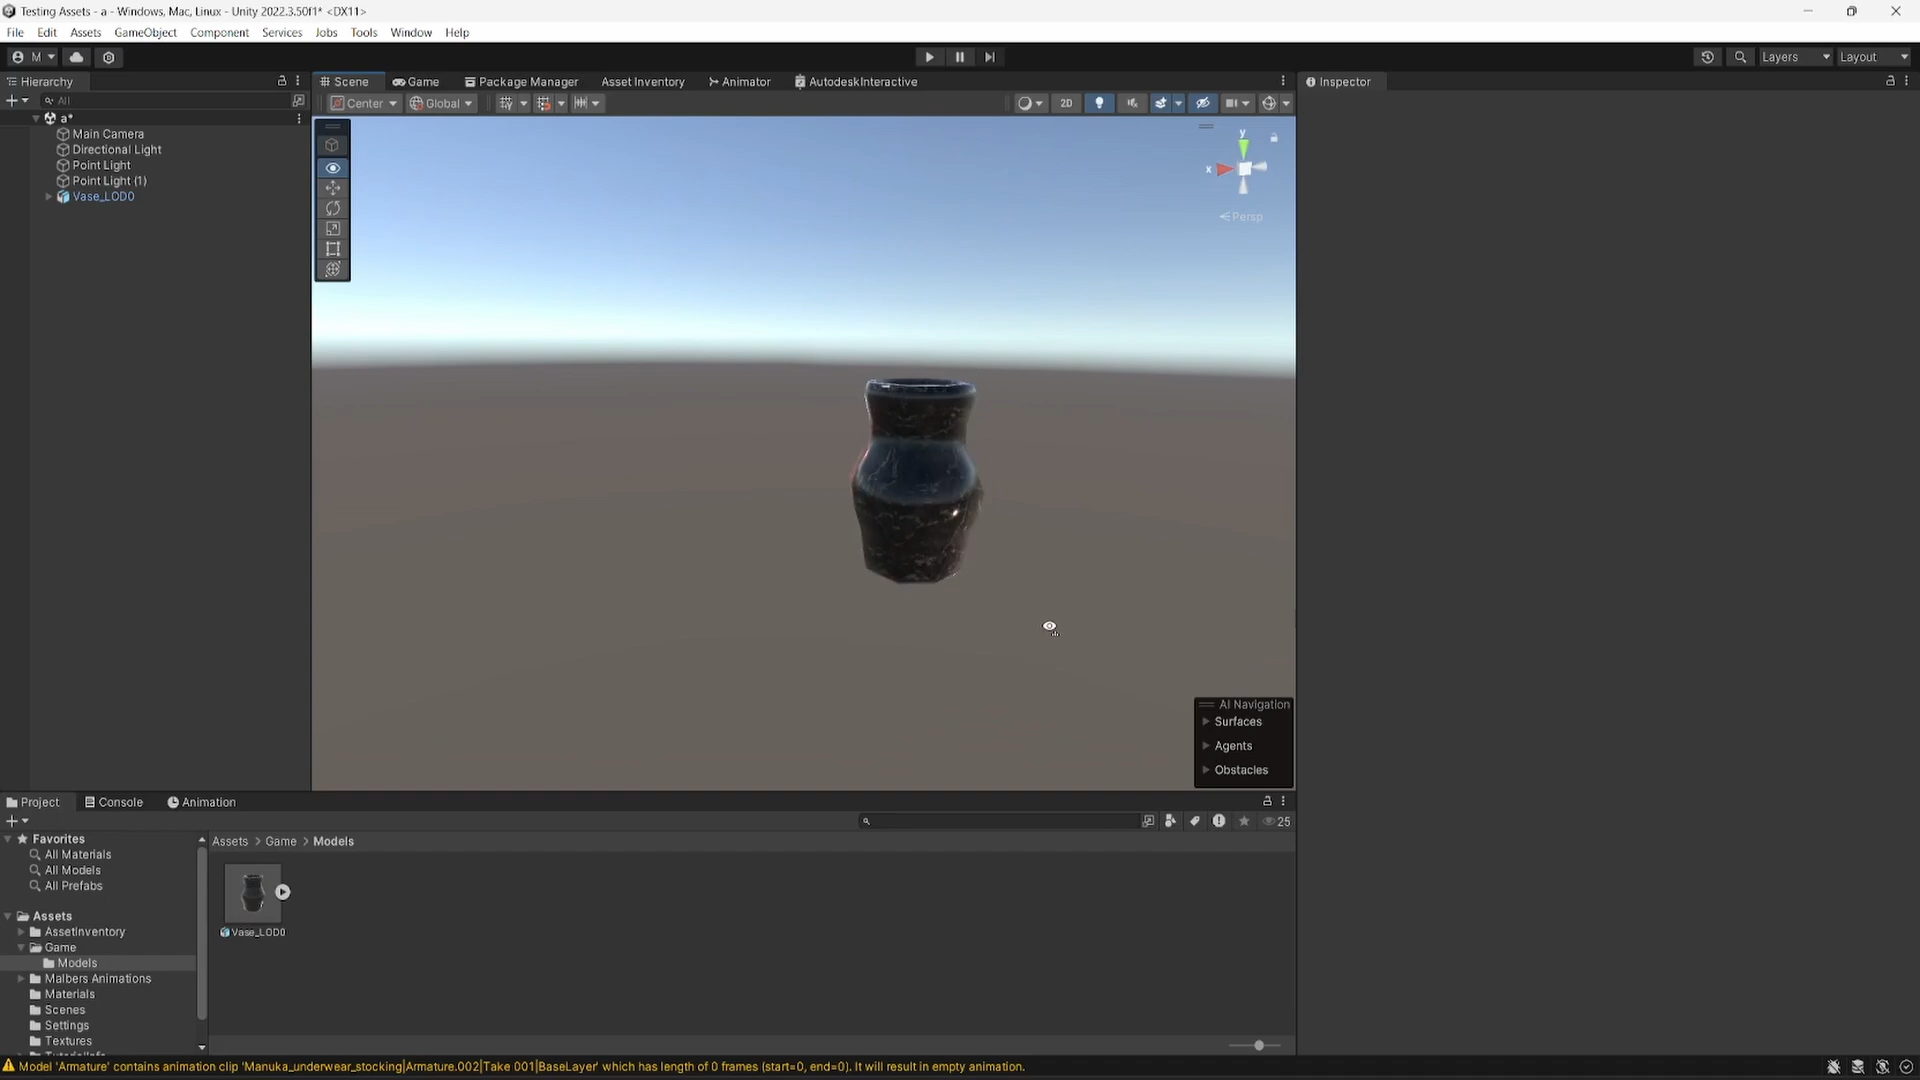 Testing Assets - a - Windows, Mac, Linux - Unity 2022.3.50f1* <DX11>
File Edit Assets GameObject Component Services Jobs Tools Window Help
M Layers Layout
Hierarchy
All
a*
Main Camera
Directional Light
Point Light
Point Light (1)
Vase_LOD0
Scene Game Package Manager Asset Inventory Animator AutodeskInteractive
Center Global 2D
y
x
Persp
AI Navigation
Surfaces
Agents
Obstacles
Inspector
Project Console Animation
25
Favorites
All Materials
All Models
All Prefabs
Assets
AssetInventory
Game
Models
Malbers Animations
Materials
Scenes
Settings
Textures
Assets > Game > Models
Vase_LOD0
Model 'Armature' contains animation clip 'Manuka_underwear_stocking|Armature.002|Take 001|BaseLayer' which has length of 0 frames (start=0, end=0). It will result in empty animation.